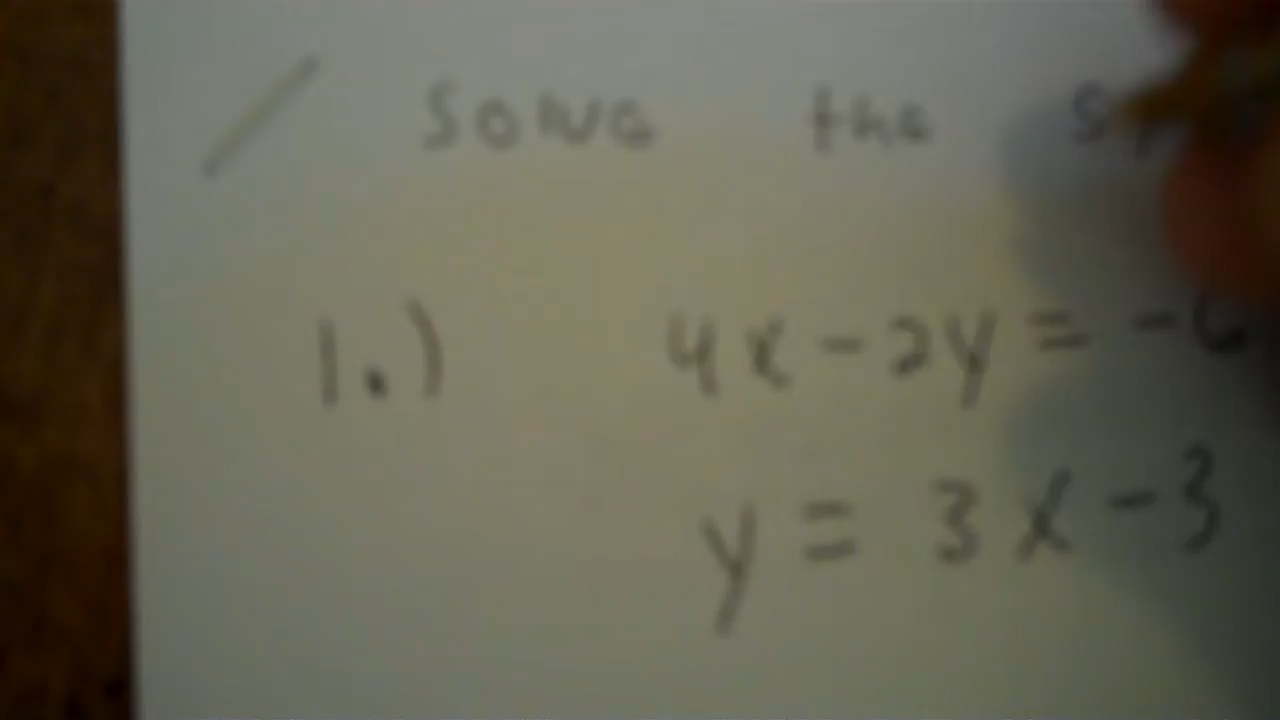 Solve the
1.) 4x-2y=-6
y=3x-3